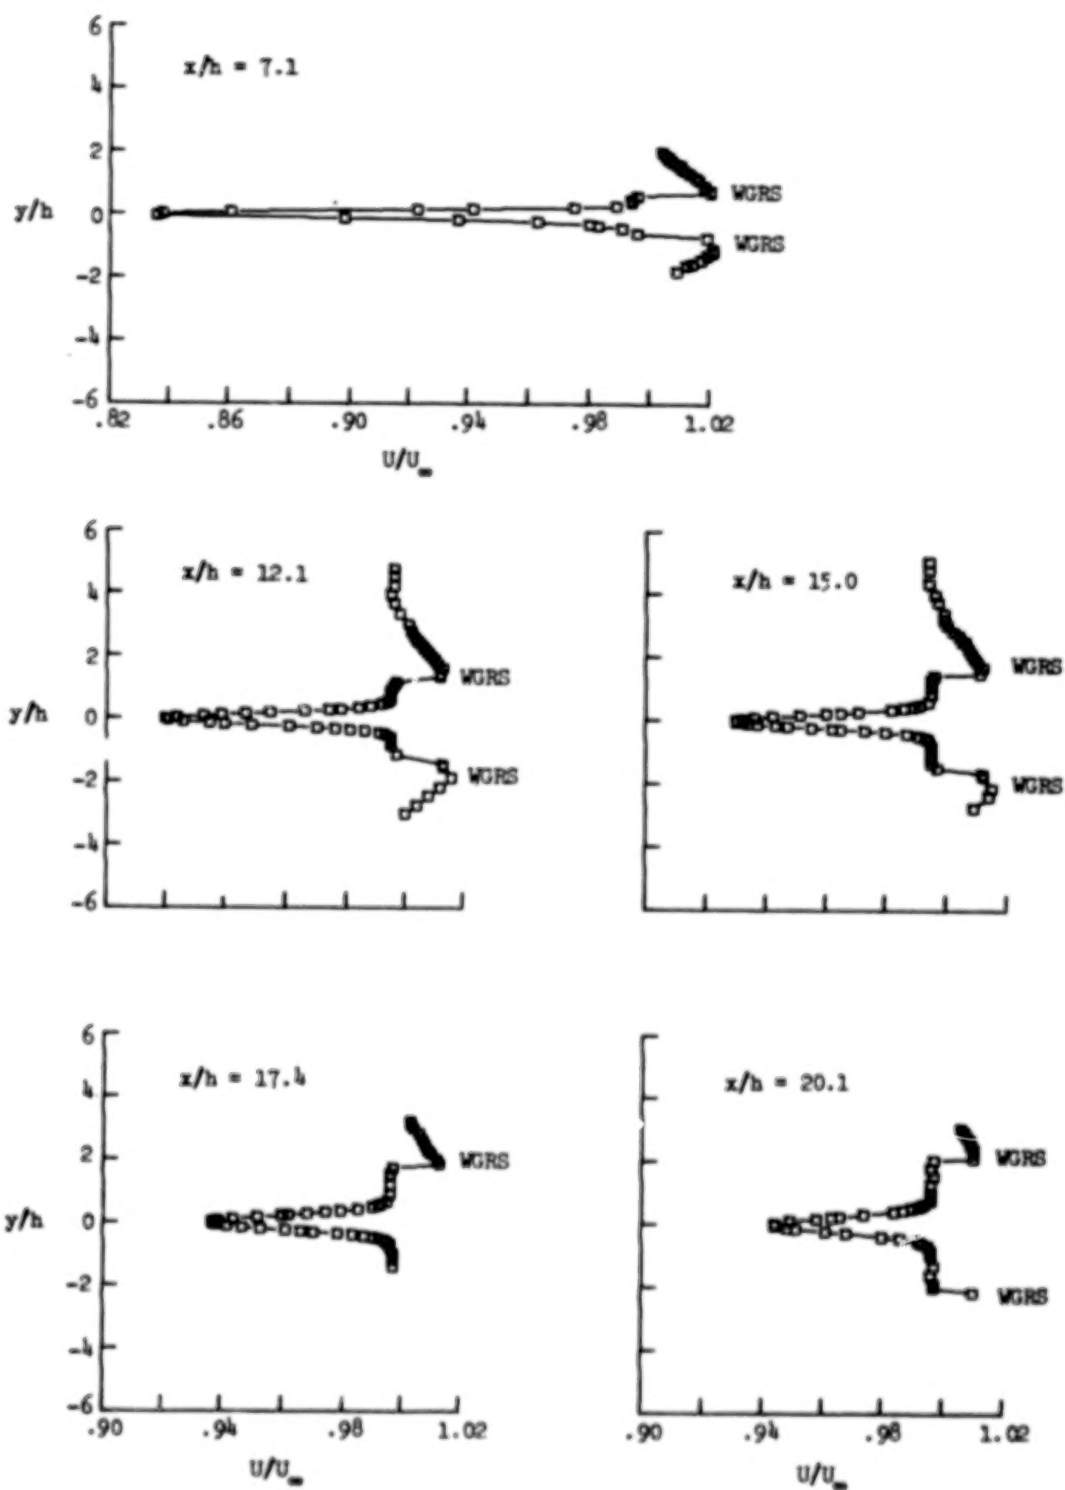 6
x/h = 7.1
4
2
WGRS
y/h
0
WGRS
-2
-4
-6
.82
.86
.90
.94
.98
1.02
U/U∞
6
x/h = 12.1
4
2
WGRS
y/h
0
-2
WGRS
-4
-6
x/h = 15.0
WGRS
WGRS
6
x/h = 17.4
4
2
WGRS
y/h
0
-2
-4
-6
.90
.94
.98
1.02
U/U∞
x/h = 20.1
WGRS
WGRS
.90
.94
.98
1.02
U/U∞